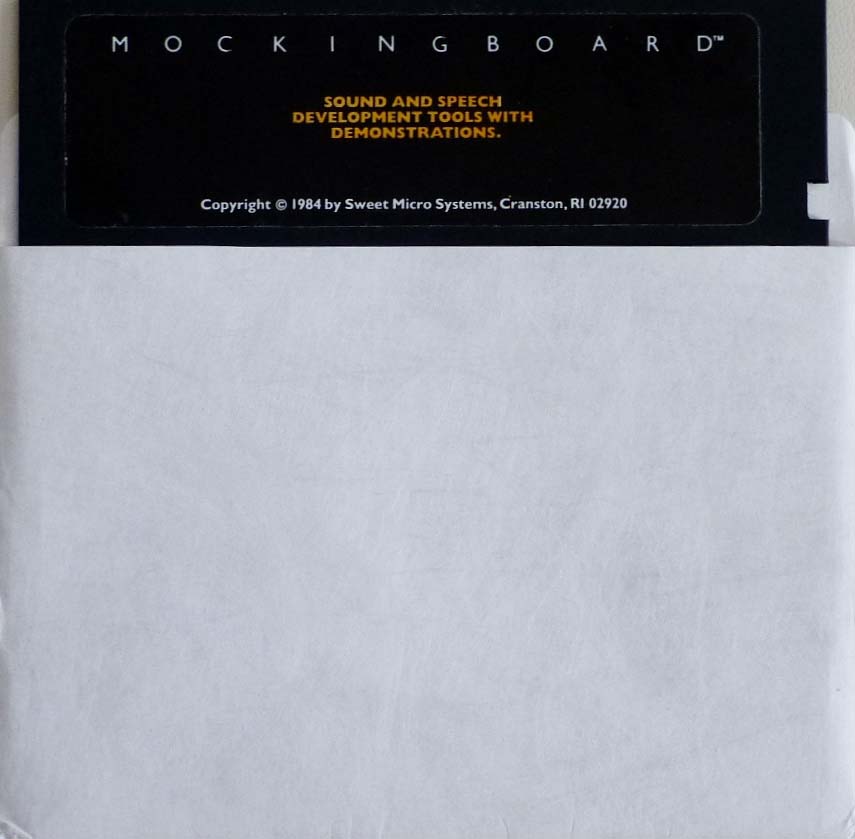 MOCKINGBOARD™
SOUND AND SPEECH
DEVELOPMENT TOOLS WITH
DEMONSTRATIONS.
Copyright © 1984 by Sweet Micro Systems, Cranston, RI 02920